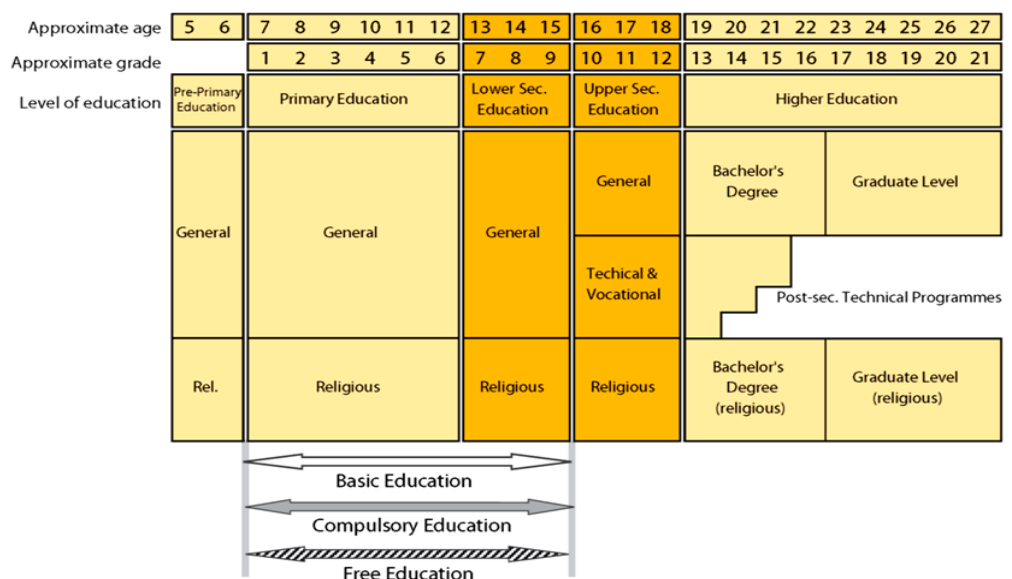 Approximate age 5 6 7 8 9 10 11 12 13 14 15 16 17 18 19 20 21 22 23 24 25 26 27
Approximate grade 1 2 3 4 5 6 7 8 9 10 11 12 13 14 15 16 17 18 19 20 21
Level of education
Pre-Primary
Education
Primary Education
Lower Sec.
Education
Upper Sec.
Education
Higher Education
General
General
General
General
Techical &
Vocational
Bachelor's
Degree
Graduate Level
Post-sec. Technical Programmes
Rel.
Religious
Religious
Religious
Bachelor's
Degree
(religious)
Graduate Level
(religious)
Basic Education
Compulsory Education
Free Education